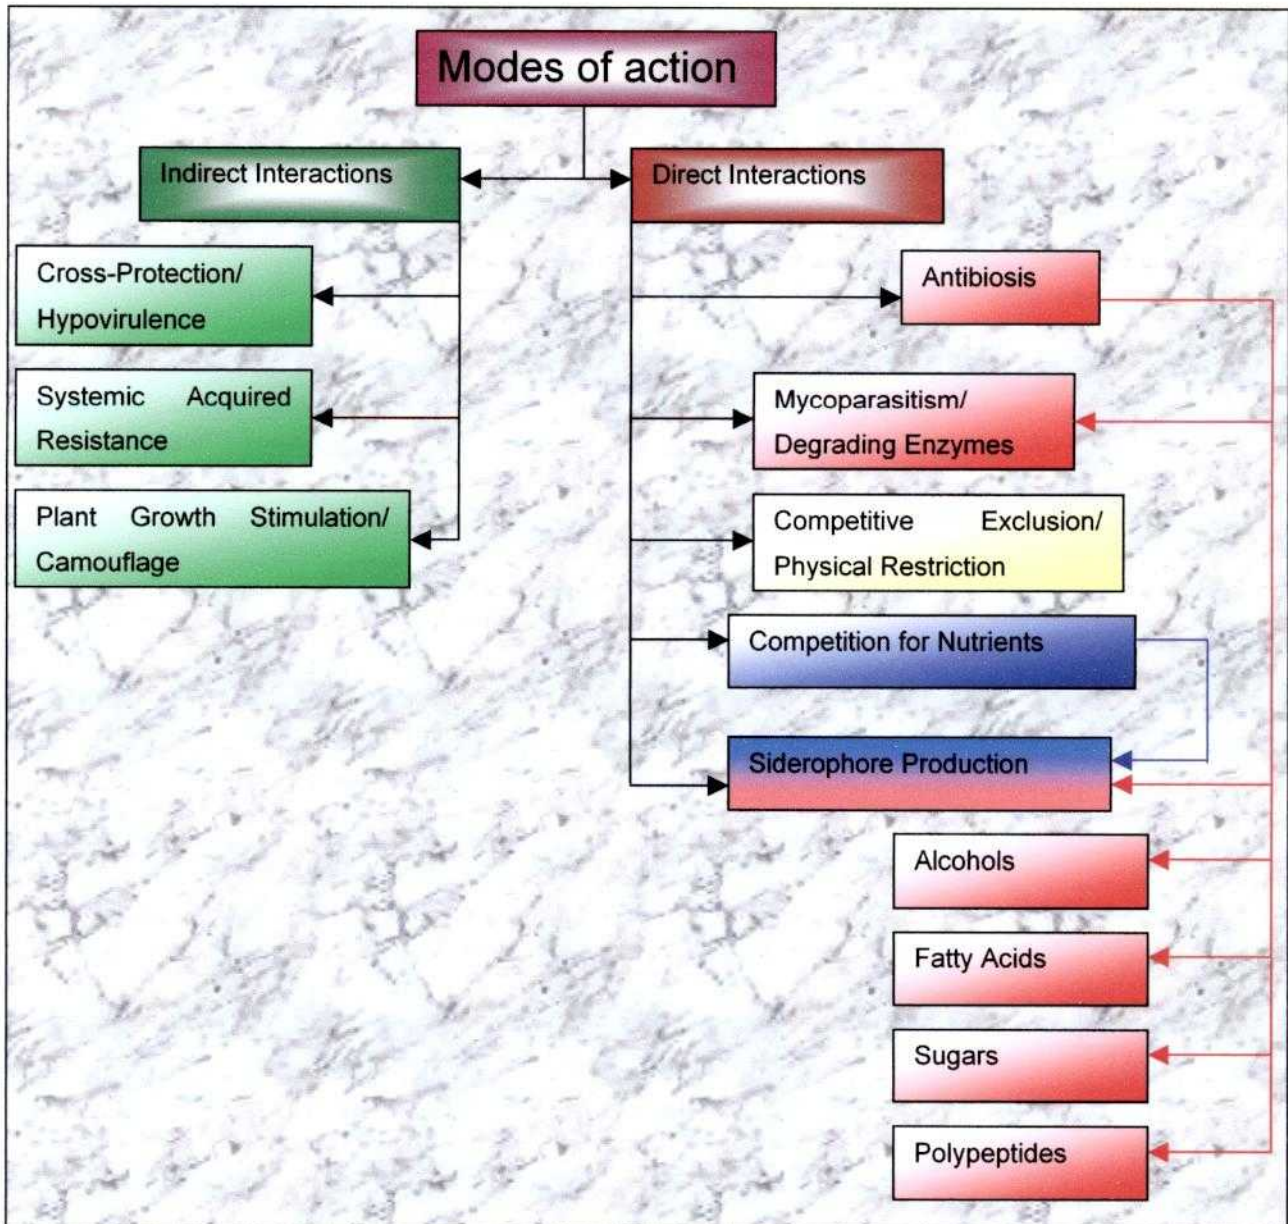 Modes of action
Indirect Interactions
Direct Interactions
Cross-Protection/
Hypovirulence
Systemic Acquired
Resistance
Plant Growth Stimulation/
Camouflage
Antibiosis
Mycoparasitism/
Degrading Enzymes
Competitive Exclusion/
Physical Restriction
Competition for Nutrients
Siderophore Production
Alcohols
Fatty Acids
Sugars
Polypeptides